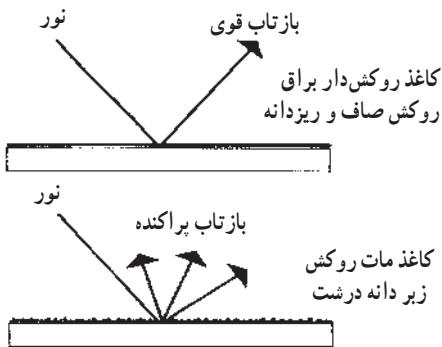 نور
بازتاب قوی
کاغذ روکش‌دار براق
روکش صاف و ریزدانه
نور
بازتاب پراکنده
کاغذ مات روکش
زبر دانه درشت